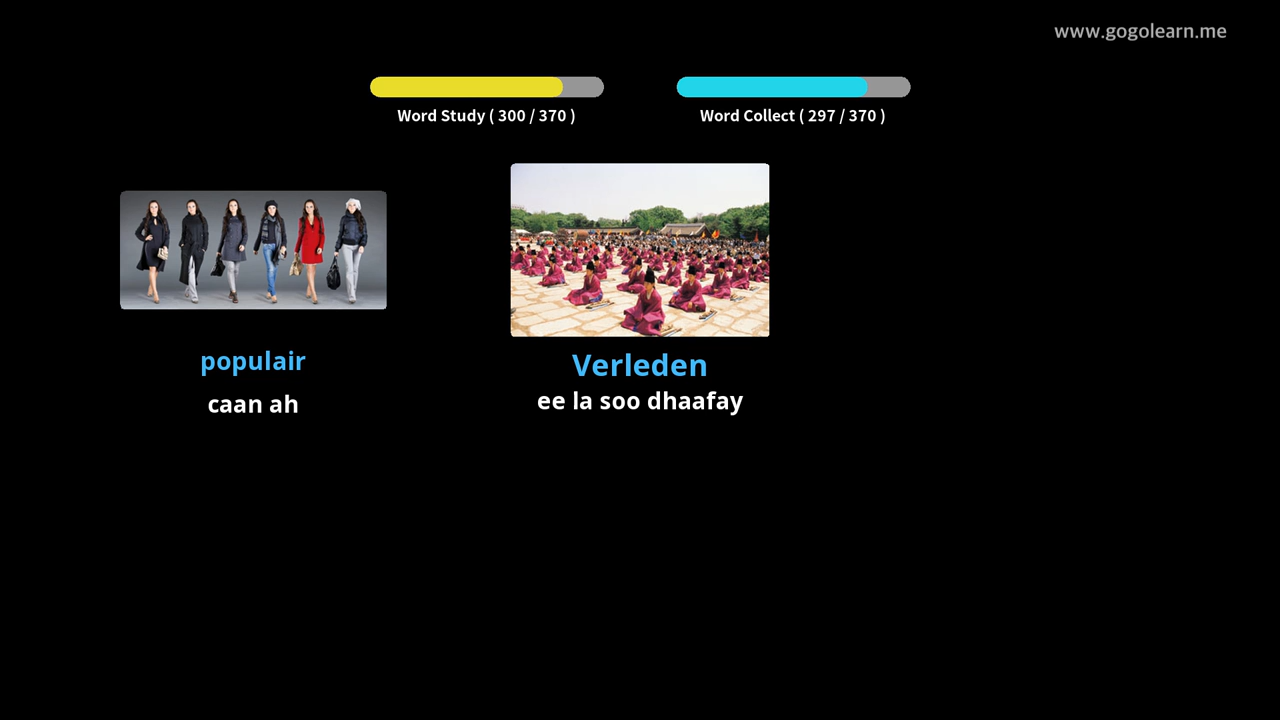 www.gogolearn.me
Word Study ( 300 / 370 )
Word Collect ( 297 / 370 )
populair
caan ah
Verleden
ee la soo dhaafay